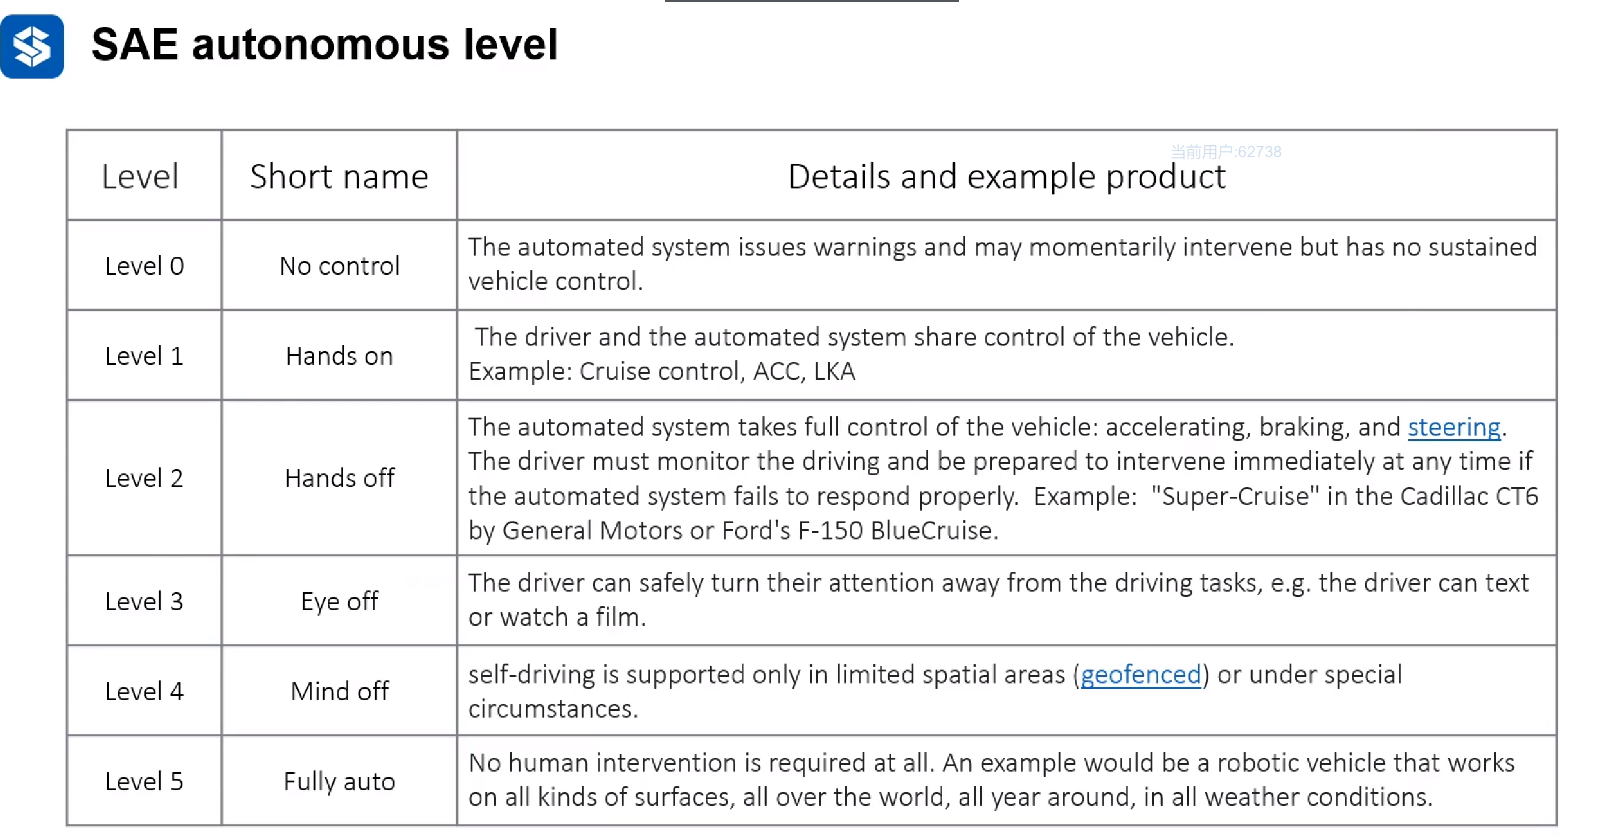 SAE autonomous level
当前用户:62738
Level
Short name
Details and example product
Level 0
No control
The automated system issues warnings and may momentarily intervene but has no sustained
vehicle control.
Level 1
Hands on
The driver and the automated system share control of the vehicle.
Example: Cruise control, ACC, LKA
Level 2
Hands off
The automated system takes full control of the vehicle: accelerating, braking, and steering.
The driver must monitor the driving and be prepared to intervene immediately at any time if
the automated system fails to respond properly.  Example:  "Super-Cruise" in the Cadillac CT6
by General Motors or Ford's F-150 BlueCruise.
Level 3
Eye off
The driver can safely turn their attention away from the driving tasks, e.g. the driver can text
or watch a film.
Level 4
Mind off
self-driving is supported only in limited spatial areas (geofenced) or under special
circumstances.
Level 5
Fully auto
No human intervention is required at all. An example would be a robotic vehicle that works
on all kinds of surfaces, all over the world, all year around, in all weather conditions.